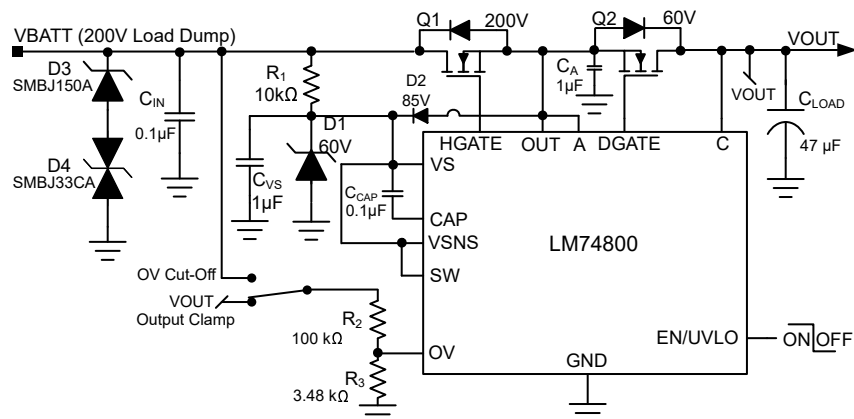 Q1
200V
Q2
60V
VBATT (200V Load Dump)
VOUT
D3
SMBJ150A
CIN
0.1µF
R1
10kΩ
D2
85V
CA
1µF
VOUT
CLOAD
47 µF
D1
60V
HGATE
OUT
A
DGATE
C
D4
SMBJ33CA
CVS
1µF
VS
CCAP
0.1µF
CAP
VSNS
SW
LM74800
OV Cut-Off
VOUT
Output Clamp
R2
100 kΩ
OV
R3
3.48 kΩ
GND
EN/UVLO
ON
OFF